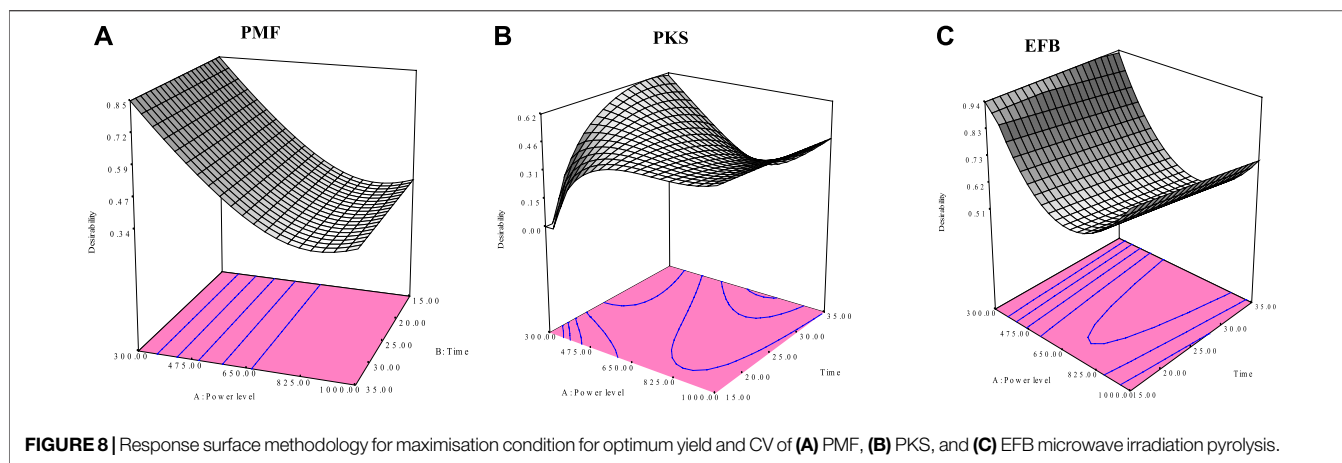 A
PMF
0.85
0.72
0.59
0.47
0.34
Desirability
300.00
475.00
650.00
825.00
1000.00
A: Power level
15.00
20.00
25.00
30.00
35.00
B: Time
B
PKS
0.62
0.46
0.31
0.15
0.00
Desirability
300.00
475.00
650.00
825.00
1000.00
A: Power level
35.00
30.00
25.00
20.00
15.00
Time
C
EFB
0.94
0.83
0.73
0.62
0.51
Desirability
300.00
475.00
650.00
825.00
1000.00
A: Power level
35.00
30.00
25.00
20.00
15.00
Time
FIGURE 8 | Response surface methodology for maximisation condition for optimum yield and CV of (A) PMF, (B) PKS, and (C) EFB microwave irradiation pyrolysis.